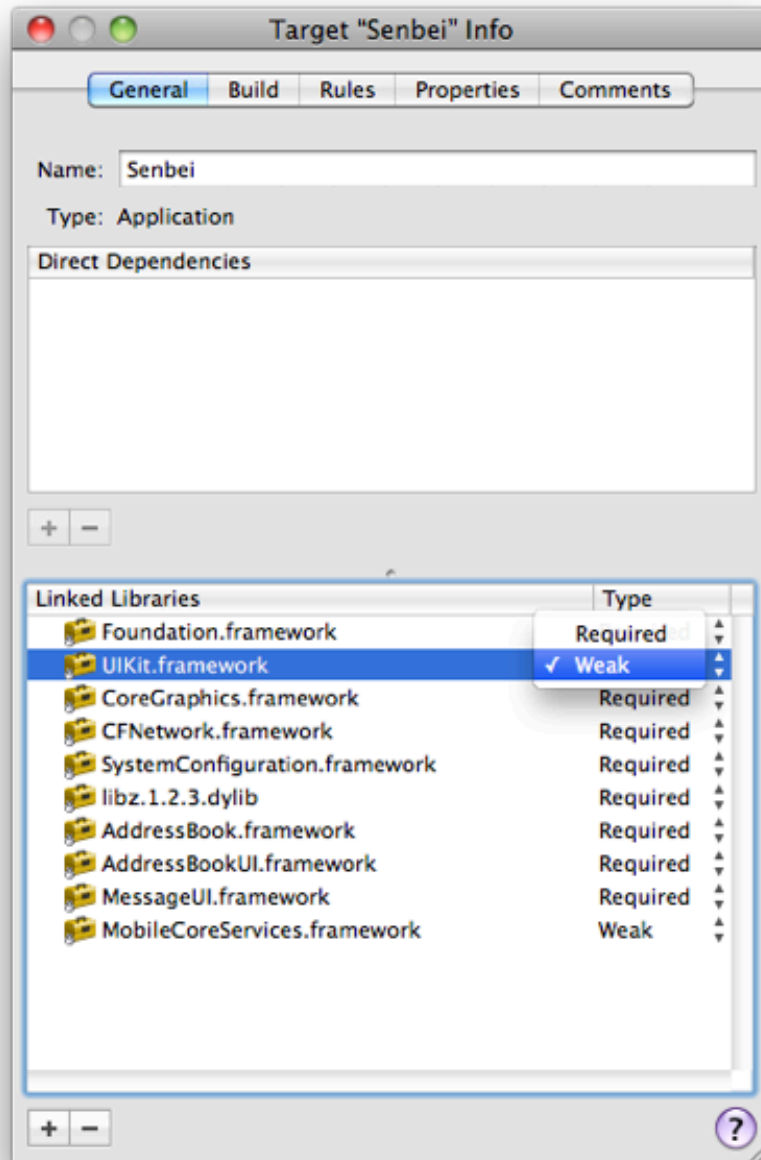 Target "Senbei" Info
General Build Rules Properties Comments
Name: Senbei
Type: Application
Direct Dependencies
+ −
Linked Libraries Type
Foundation.framework Required
UIKit.framework ✓ Weak
CoreGraphics.framework Required
CFNetwork.framework Required
SystemConfiguration.framework Required
libz.1.2.3.dylib Required
AddressBook.framework Required
AddressBookUI.framework Required
MessageUI.framework Required
MobileCoreServices.framework Weak
+ − ?